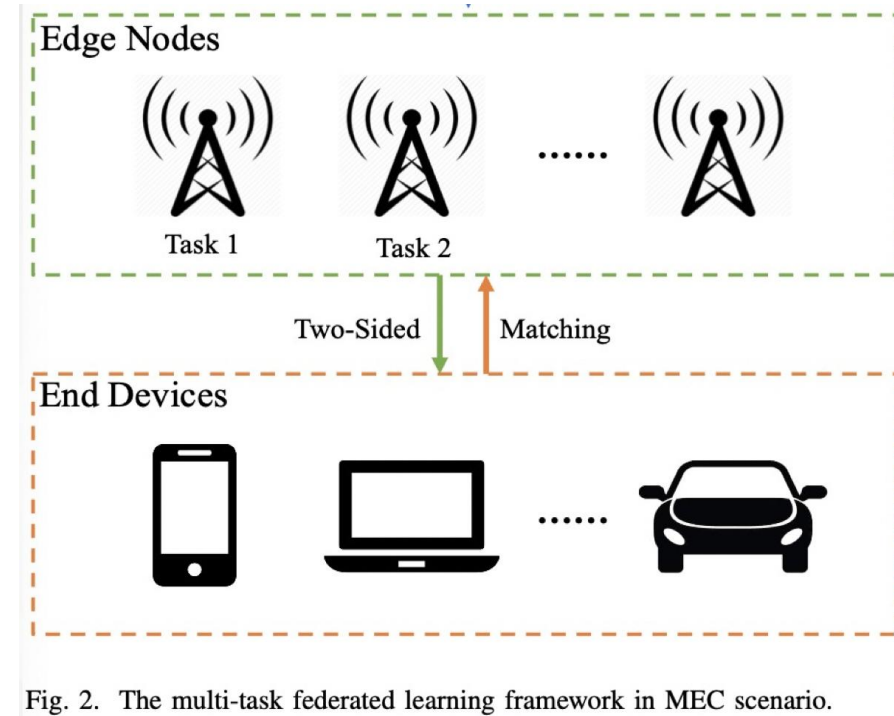 Edge Nodes
......
Task 1 Task 2
Two-Sided Matching
End Devices
......
Fig. 2. The multi-task federated learning framework in MEC scenario.